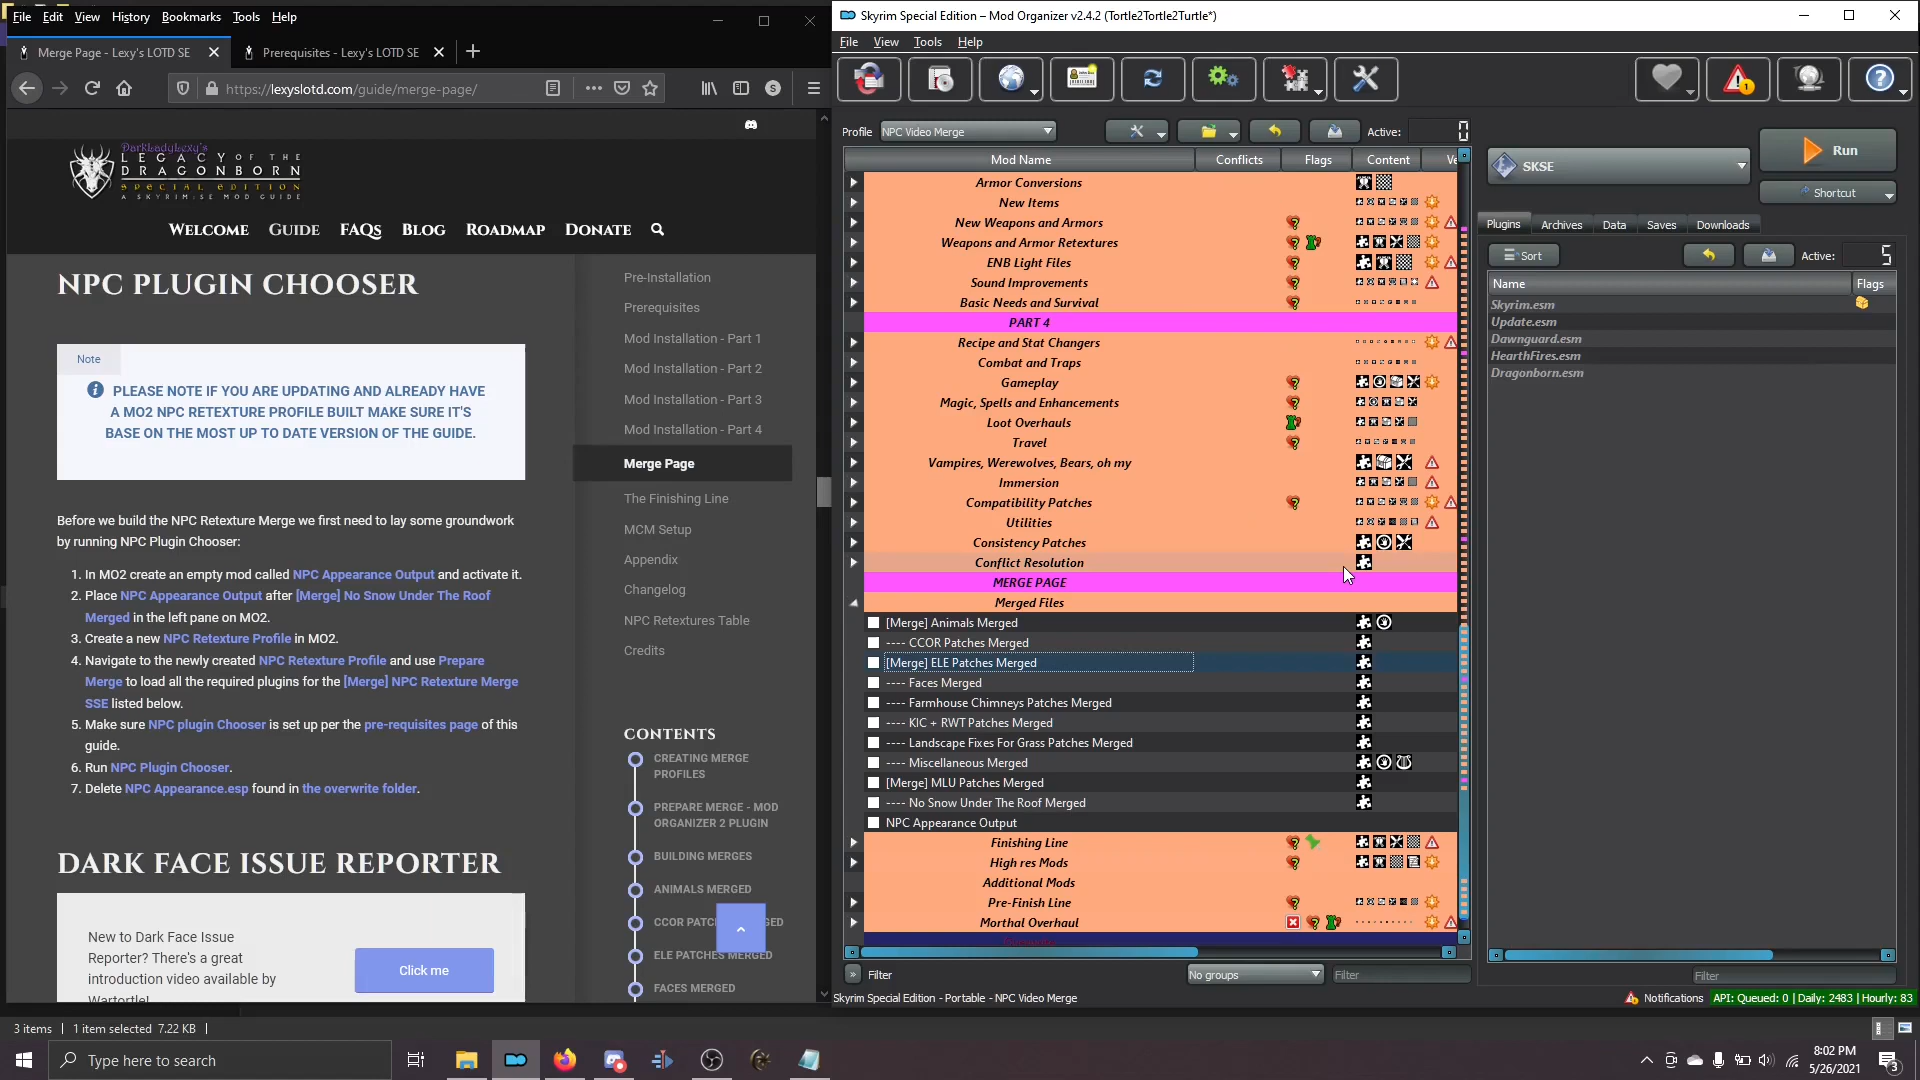 File Edit View History Bookmarks Tools Help
Merge Page - Lexy's LOTD SE
Prerequisites - Lexy's LOTD SE
https://lexyslotd.com/guide/merge-page/
S
DarkLadyLexy's
LEGACY OF THE
DRAGONBORN
SPECIAL EDITION
A SKYRIM:SE MOD GUIDE
WELCOME GUIDE FAQS BLOG ROADMAP DONATE
NPC PLUGIN CHOOSER
Note
PLEASE NOTE IF YOU ARE UPDATING AND ALREADY HAVE
A MO2 NPC RETEXTURE PROFILE BUILT MAKE SURE IT'S
BASE ON THE MOST UP TO DATE VERSION OF THE GUIDE.
Before we build the NPC Retexture Merge we first need to lay some groundwork
by running NPC Plugin Chooser:
1. In MO2 create an empty mod called NPC Appearance Output and activate it.
2. Place NPC Appearance Output after [Merge] No Snow Under The Roof
Merged in the left pane on MO2.
3. Create a new NPC Retexture Profile in MO2.
4. Navigate to the newly created NPC Retexture Profile and use Prepare
Merge to load all the required plugins for the [Merge] NPC Retexture Merge
SSE listed below.
5. Make sure NPC plugin Chooser is set up per the pre-requisites page of this
guide.
6. Run NPC Plugin Chooser.
7. Delete NPC Appearance.esp found in the overwrite folder.
DARK FACE ISSUE REPORTER
New to Dark Face Issue
Reporter? There's a great
introduction video available by
Wartortle!
Click me
Pre-Installation
Prerequisites
Mod Installation - Part 1
Mod Installation - Part 2
Mod Installation - Part 3
Mod Installation - Part 4
Merge Page
The Finishing Line
MCM Setup
Appendix
Changelog
NPC Retextures Table
Credits
CONTENTS
CREATING MERGE
PROFILES
PREPARE MERGE - MOD
ORGANIZER 2 PLUGIN
BUILDING MERGES
ANIMALS MERGED
CCOR PATC ED
ELE PATCHES MERGED
FACES MERGED
Skyrim Special Edition – Mod Organizer v2.4.2 (Tortle2Tortle2Turtle*)
File View Tools Help
Profile NPC Video Merge
Active: 0
Mod Name Conflicts Flags Content Ve
Armor Conversions
New Items
New Weapons and Armors
Weapons and Armor Retextures
ENB Light Files
Sound Improvements
Basic Needs and Survival
PART 4
Recipe and Stat Changers
Combat and Traps
Gameplay
Magic, Spells and Enhancements
Loot Overhauls
Travel
Vampires, Werewolves, Bears, oh my
Immersion
Compatibility Patches
Utilities
Consistency Patches
Conflict Resolution
MERGE PAGE
Merged Files
[Merge] Animals Merged
---- CCOR Patches Merged
[Merge] ELE Patches Merged
---- Faces Merged
---- Farmhouse Chimneys Patches Merged
---- KIC + RWT Patches Merged
---- Landscape Fixes For Grass Patches Merged
---- Miscellaneous Merged
[Merge] MLU Patches Merged
---- No Snow Under The Roof Merged
NPC Appearance Output
Finishing Line
High res Mods
Additional Mods
Pre-Finish Line
Morthal Overhaul
Filter
No groups
Filter
Skyrim Special Edition - Portable - NPC Video Merge
SKSE
Run
Shortcut
Plugins Archives Data Saves Downloads
Sort
Active: 5
Name Flags
Skyrim.esm
Update.esm
Dawnguard.esm
HearthFires.esm
Dragonborn.esm
Filter
Notifications API: Queued: 0 | Daily: 2483 | Hourly: 83
3 items 1 item selected 7.22 KB
Type here to search
8:02 PM
5/26/2021
3